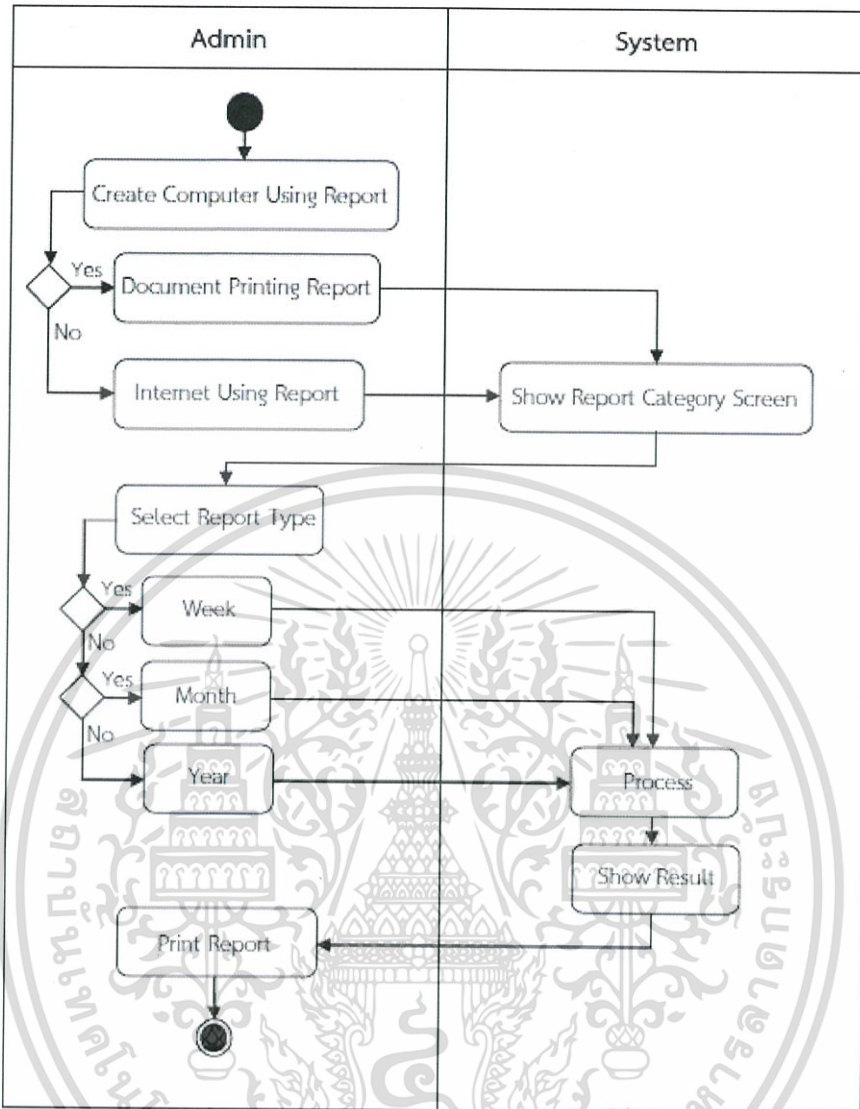 Admin
System
Create Computer Using Report
Yes
Document Printing Report
No
Internet Using Report
Show Report Category Screen
Select Report Type
Yes
Week
No
Yes
Month
No
Year
Process
Show Result
Print Report